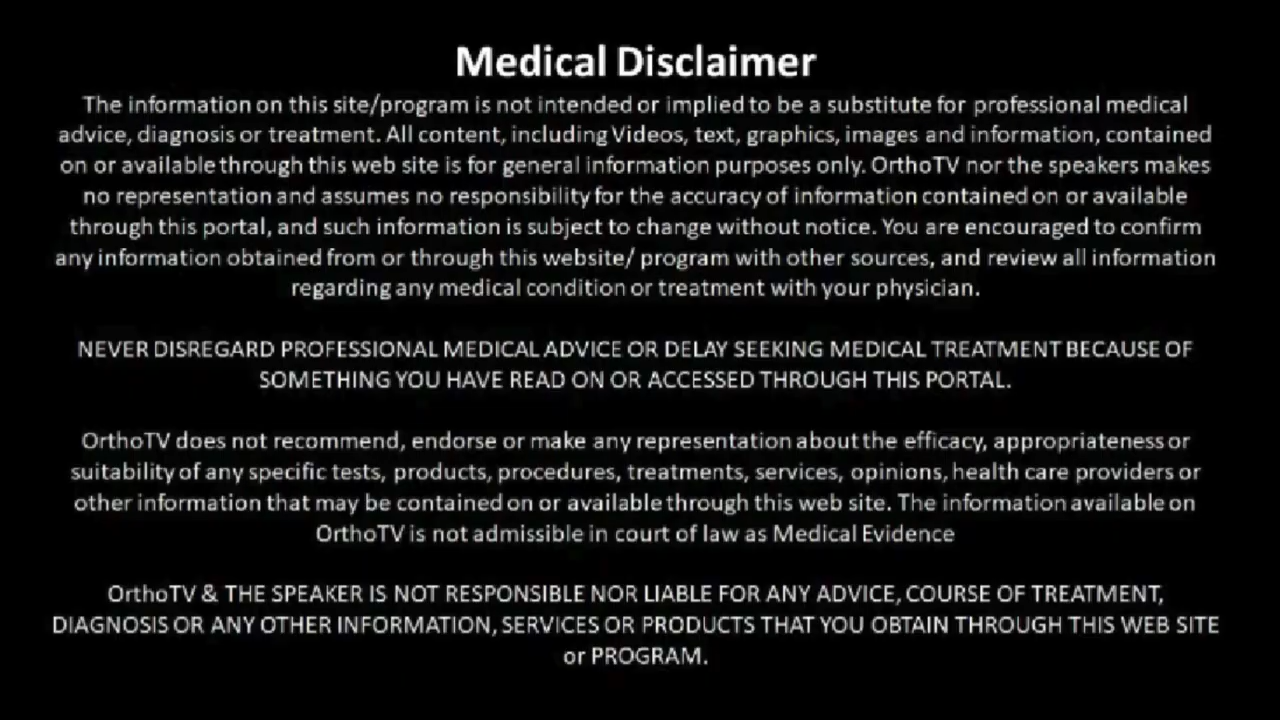 Medical Disclaimer
The information on this site/program is not intended or implied to be a substitute for professional medical
advice, diagnosis or treatment. All content, including Videos, text, graphics, images and information, contained
on or available through this web site is for general information purposes only. OrthoTV nor the speakers makes
no representation and assumes no responsibility for the accuracy of information contained on or available
through this portal, and such information is subject to change without notice. You are encouraged to confirm
any information obtained from or through this website/ program with other sources, and review all information
regarding any medical condition or treatment with your physician.
NEVER DISREGARD PROFESSIONAL MEDICAL ADVICE OR DELAY SEEKING MEDICAL TREATMENT BECAUSE OF
SOMETHING YOU HAVE READ ON OR ACCESSED THROUGH THIS PORTAL.
OrthoTV does not recommend, endorse or make any representation about the efficacy, appropriateness or
suitability of any specific tests, products, procedures, treatments, services, opinions, health care providers or
other information that may be contained on or available through this web site. The information available on
OrthoTV is not admissible in court of law as Medical Evidence
OrthoTV & THE SPEAKER IS NOT RESPONSIBLE NOR LIABLE FOR ANY ADVICE, COURSE OF TREATMENT,
DIAGNOSIS OR ANY OTHER INFORMATION, SERVICES OR PRODUCTS THAT YOU OBTAIN THROUGH THIS WEB SITE
or PROGRAM.